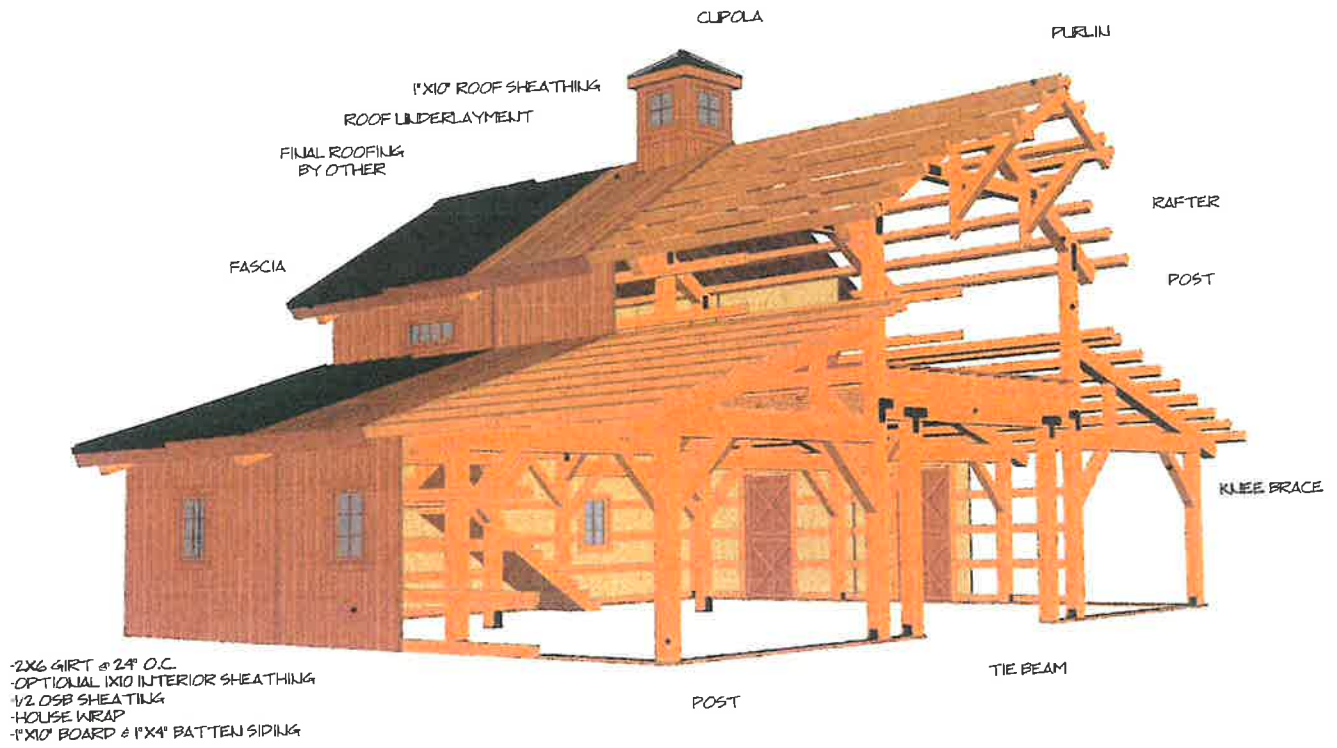 CUPOLA
PURLIN
1"X10" ROOF SHEATHING
ROOF UNDERLAYMENT
FINAL ROOFING
BY OTHER
RAFTER
FASCIA
POST
KNEE BRACE
-2X6 GIRT @ 24" O.C.
-OPTIONAL 1X10 INTERIOR SHEATHING
-1/2 OSB SHEATING
-HOUSE WRAP
-1"X10" BOARD & 1"X4" BATTEN SIDING
TIE BEAM
POST